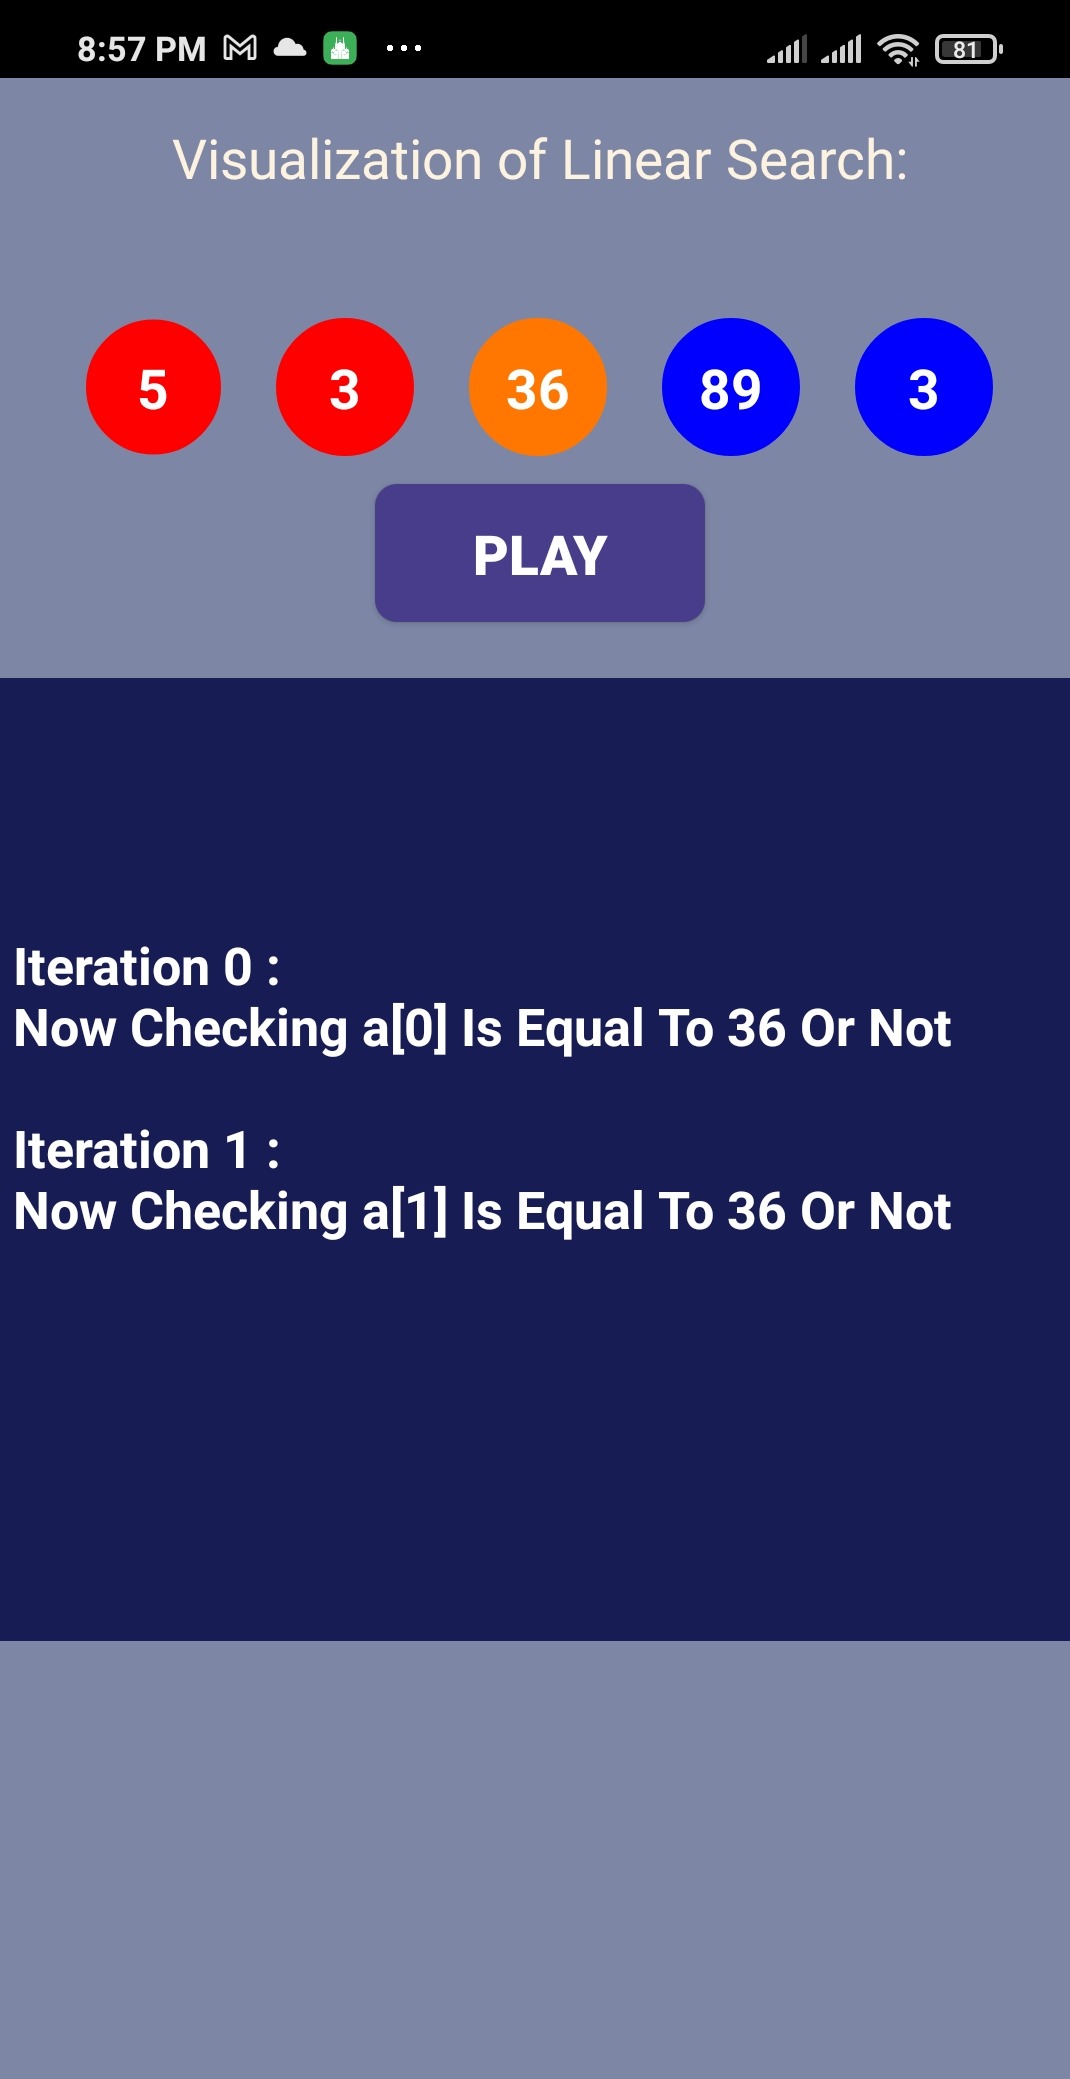 8:57 PM
81
Visualization of Linear Search:
5 3 36 89 3
PLAY
Iteration 0 :
Now Checking a[0] Is Equal To 36 Or Not
Iteration 1 :
Now Checking a[1] Is Equal To 36 Or Not